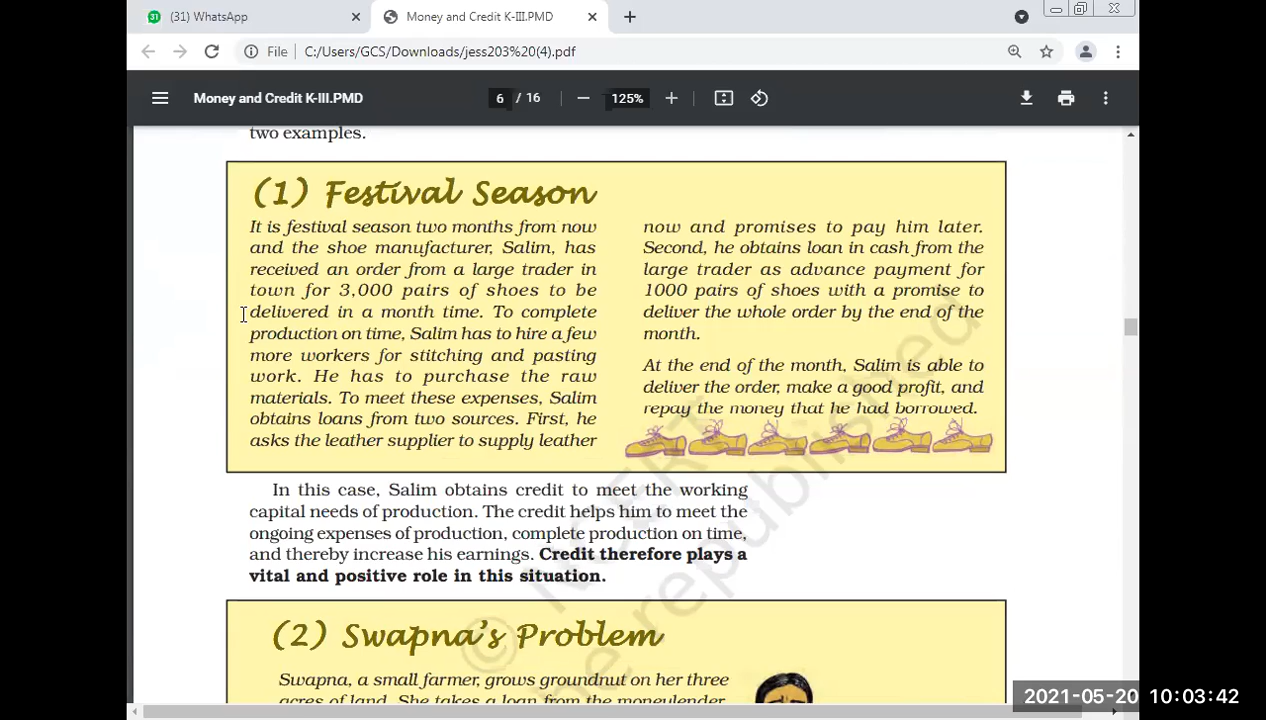 (31) WhatsApp
Money and Credit K-III.PMD
File
C:/Users/GCS/Downloads/jess203%20(4).pdf
Money and Credit K-III.PMD
6 / 16
125%
two examples.
(1) Festival Season
It is festival season two months from now
and the shoe manufacturer, Salim, has
received an order from a large trader in
town for 3,000 pairs of shoes to be
delivered in a month time. To complete
production on time, Salim has to hire a few
more workers for stitching and pasting
work. He has to purchase the raw
materials. To meet these expenses, Salim
obtains loans from two sources. First, he
asks the leather supplier to supply leather
now and promises to pay him later.
Second, he obtains loan in cash from the
large trader as advance payment for
1000 pairs of shoes with a promise to
deliver the whole order by the end of the
month.
At the end of the month, Salim is able to
deliver the order, make a good profit, and
repay the money that he had borrowed.
In this case, Salim obtains credit to meet the working
capital needs of production. The credit helps him to meet the
ongoing expenses of production, complete production on time,
and thereby increase his earnings. Credit therefore plays a
vital and positive role in this situation.
© NCERT
be republished
(2) Swapna's Problem
Swapna, a small farmer, grows groundnut on her three
acres of land. She takes a loan from the moneylender
2021-05-20 10:03:42